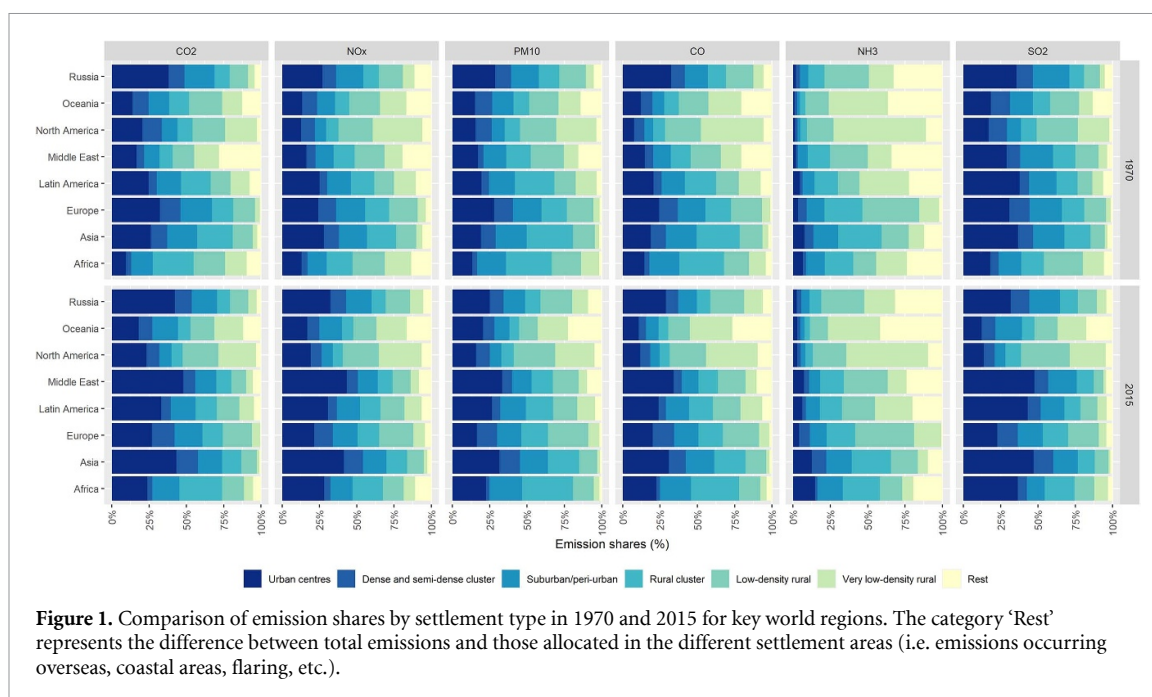 CO2 NOx PM10 CO NH3 SO2
Russia
Oceania
North America
Middle East
Latin America
Europe
Asia
Africa
1970
Russia
Oceania
North America
Middle East
Latin America
Europe
Asia
Africa
2015
0% 25% 50% 75% 100% 0% 25% 50% 75% 100% 0% 25% 50% 75% 100% 0% 25% 50% 75% 100% 0% 25% 50% 75% 100% 0% 25% 50% 75% 100%
Emission shares (%)
Urban centres Dense and semi-dense cluster Suburban/peri-urban Rural cluster Low-density rural Very low-density rural Rest
Figure 1. Comparison of emission shares by settlement type in 1970 and 2015 for key world regions. The category ‘Rest’
represents the difference between total emissions and those allocated in the different settlement areas (i.e. emissions occurring
overseas, coastal areas, flaring, etc.).